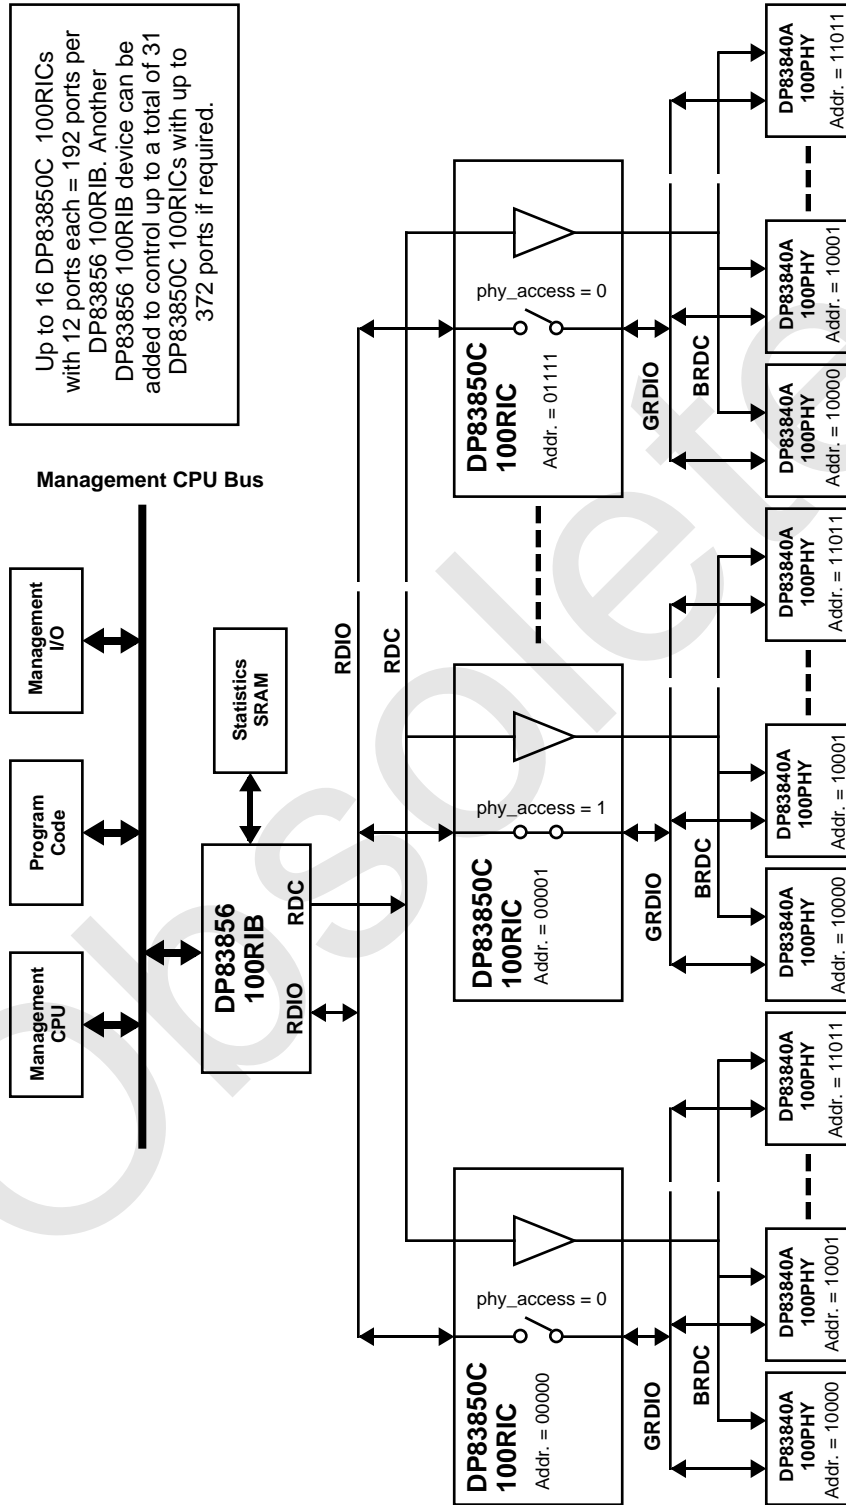 Up to 16 DP83850C 100RICs
with 12 ports each = 192 ports per
DP83856 100RIB. Another
DP83856 100RIB device can be
added to control up to a total of 31
DP83850C 100RICs with up to
372 ports if required.
Management CPU Bus
Management
I/O
Program
Code
Management
CPU
Statistics
SRAM
DP83856
100RIB
RDIO
RDC
RDIO
RDC
DP83850C
100RIC
Addr. = 01111
phy_access = 0
GRDIO
BRDC
DP83850C
100RIC
Addr. = 00001
phy_access = 1
GRDIO
BRDC
DP83850C
100RIC
Addr. = 00000
phy_access = 0
GRDIO
BRDC
DP83840A
100PHY
Addr. = 11011
DP83840A
100PHY
Addr. = 10001
DP83840A
100PHY
Addr. = 10000
DP83840A
100PHY
Addr. = 11011
DP83840A
100PHY
Addr. = 10001
DP83840A
100PHY
Addr. = 10000
DP83840A
100PHY
Addr. = 11011
DP83840A
100PHY
Addr. = 10001
DP83840A
100PHY
Addr. = 10000
Obsolete